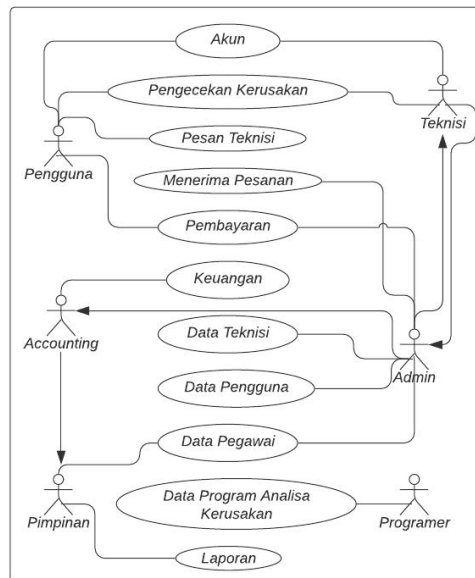 Akun
Pengecekan Kerusakan
Teknisi
Pesan Teknisi
Pengguna
Menerima Pesanan
Pembayaran
Keuangan
Accounting
Data Teknisi
Admin
Data Pengguna
Data Pegawai
Pimpinan
Data Program Analisa
Kerusakan
Programer
Laporan